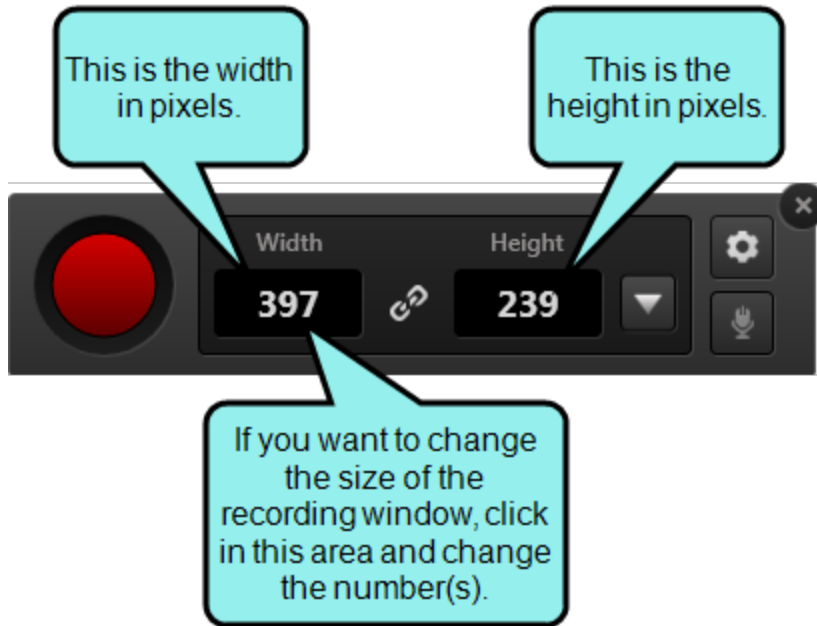 This is the width
in pixels.
This is the
height in pixels.
Width
Height
397
239
If you want to change
the size of the
recording window, click
in this area and change
the number(s).